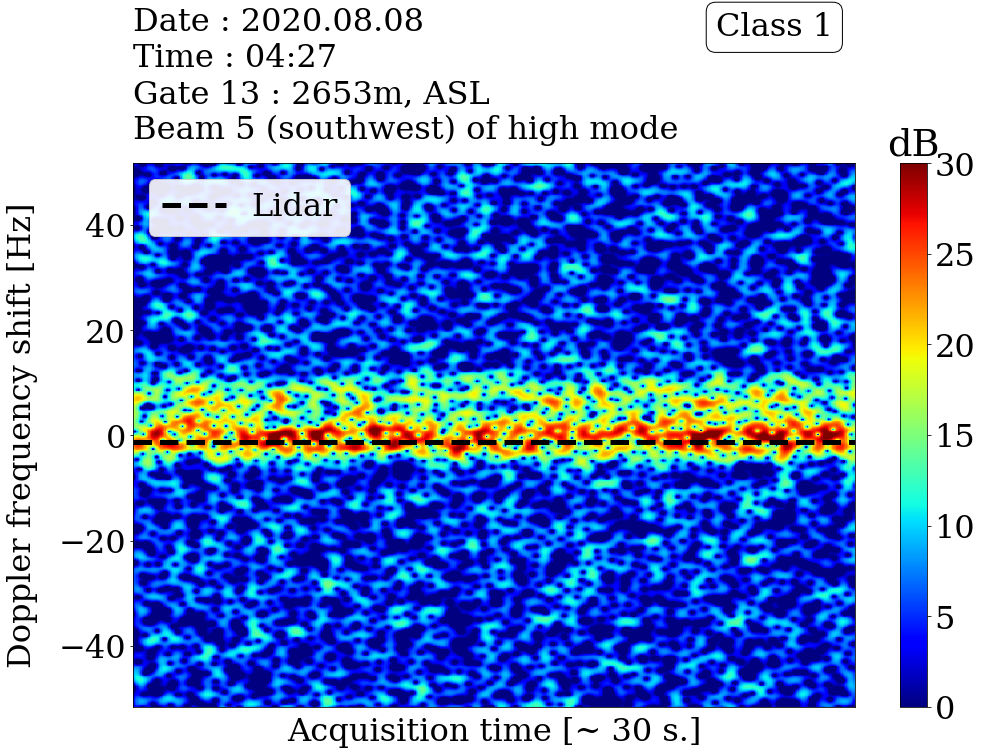 Date : 2020.08.08
Time : 04:27
Gate 13 : 2653m, ASL
Beam 5 (southwest) of high mode
Class 1
dB
Lidar
Doppler frequency shift [Hz]
40
20
0
−20
−40
30
25
20
15
10
5
0
Acquisition time [~ 30 s.]